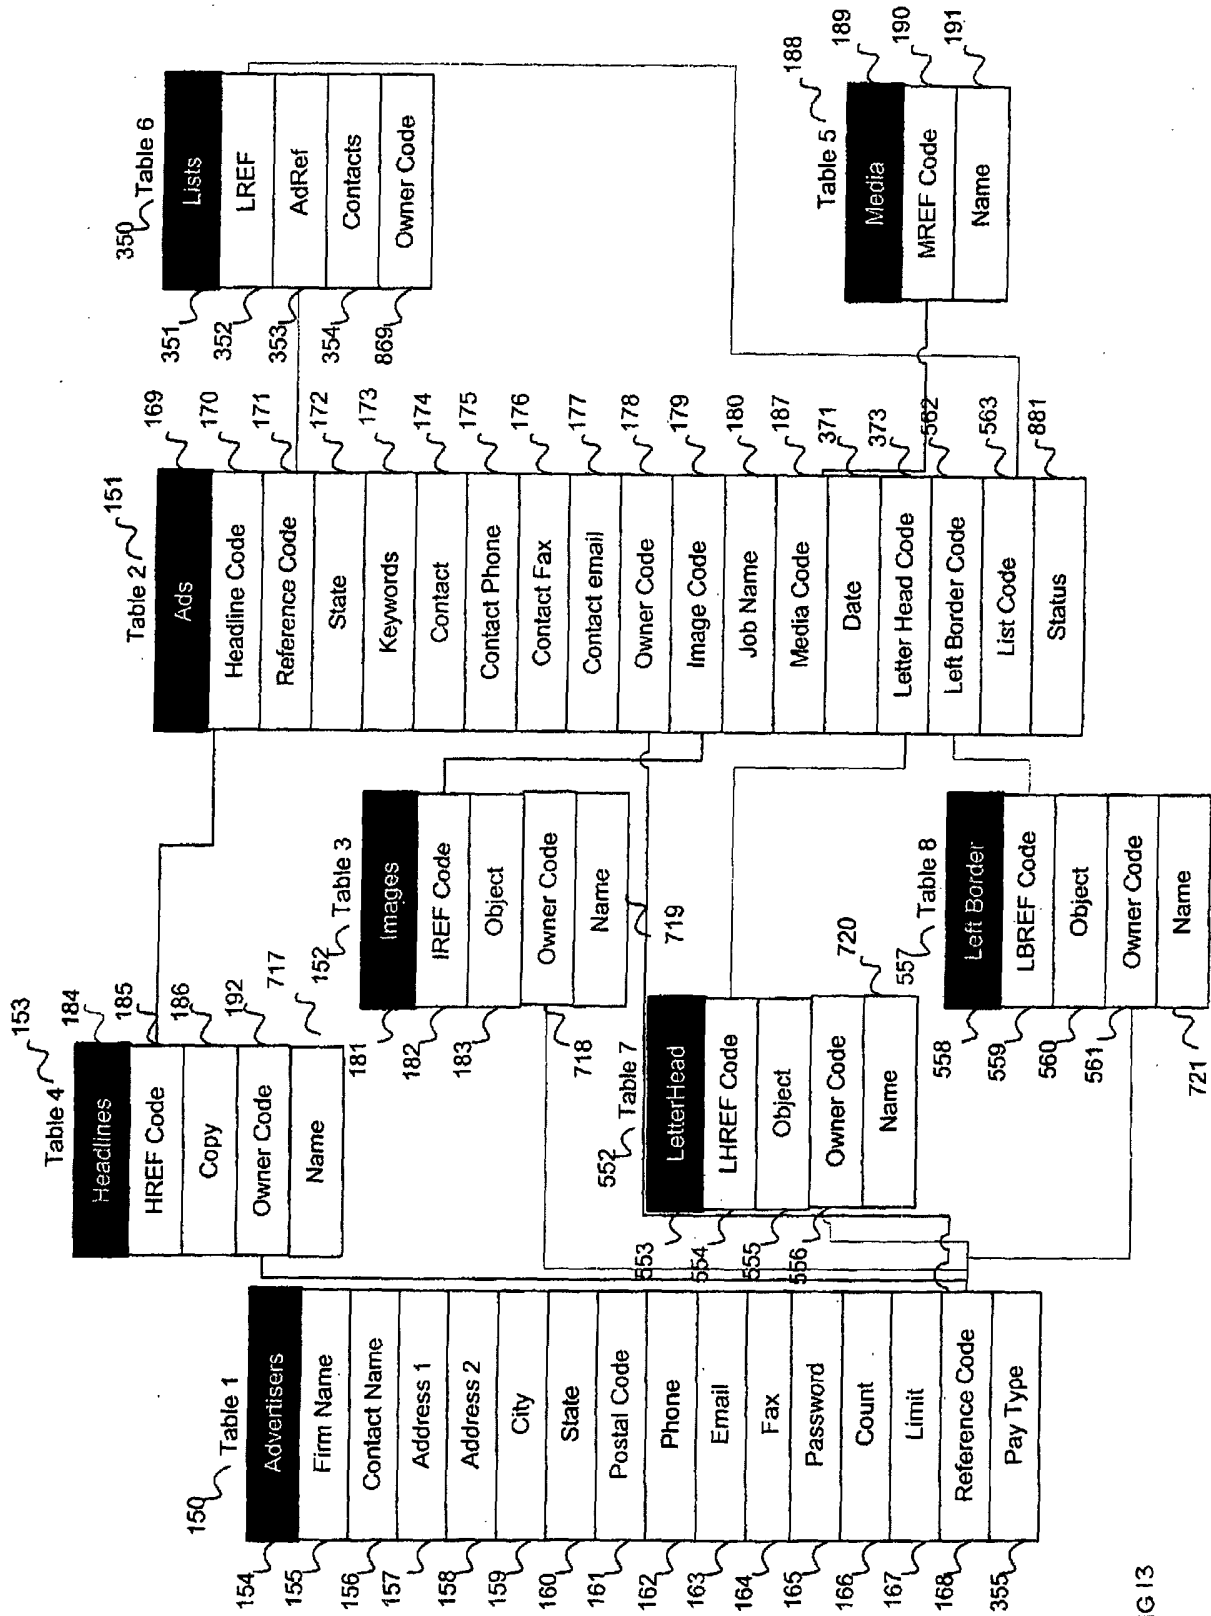 150 Table 1
Advertisers
Firm Name
Contact Name
Address 1
Address 2
City
State
Postal Code
Phone
Email
Fax
Password
Count
Limit
Reference Code
Pay Type
154
155
156
157
158
159
160
161
162
163
164
165
166
167
168
355
Table 4 153
Headlines
HREF Code
Copy
Owner Code
Name
184
185
186
192
717
152 Table 3
Images
IREF Code
Object
Owner Code
Name
181
182
183
718
719
552 Table 7
LetterHead
LHREF Code
Object
Owner Code
Name
553
554
555
556
720
557 Table 8
Left Border
LBREF Code
Object
Owner Code
Name
558
559
560
561
721
Table 2 151
Ads
Headline Code
Reference Code
State
Keywords
Contact
Contact Phone
Contact Fax
Contact email
Owner Code
Image Code
Job Name
Media Code
Date
Letter Head Code
Left Border Code
List Code
Status
169
170
171
172
173
174
175
176
177
178
179
180
187
371
373
562
563
881
350 Table 6
Lists
LREF
AdRef
Contacts
Owner Code
351
352
353
354
869
Table 5 188
Media
MREF Code
Name
189
190
191
152
IG 13